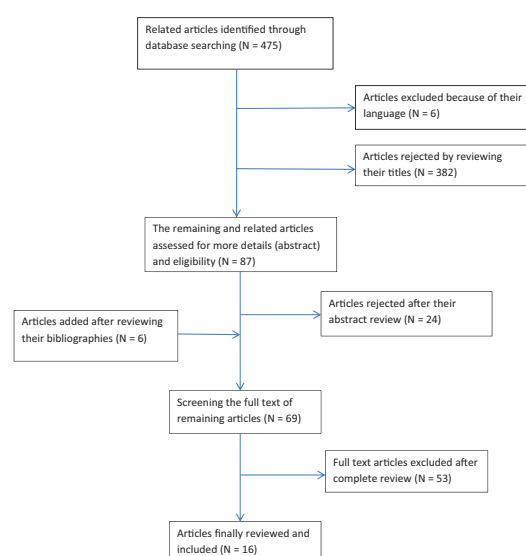 Related articles identified through
database searching (N = 475)
Articles excluded because of their
language (N = 6)
Articles rejected by reviewing
their titles (N = 382)
The remaining and related articles
assessed for more details (abstract)
and eligibility (N = 87)
Articles rejected after their
abstract review (N = 24)
Articles added after reviewing
their bibliographies (N = 6)
Screening the full text of
remaining articles (N = 69)
Full text articles excluded after
complete review (N = 53)
Articles finally reviewed and
included (N = 16)